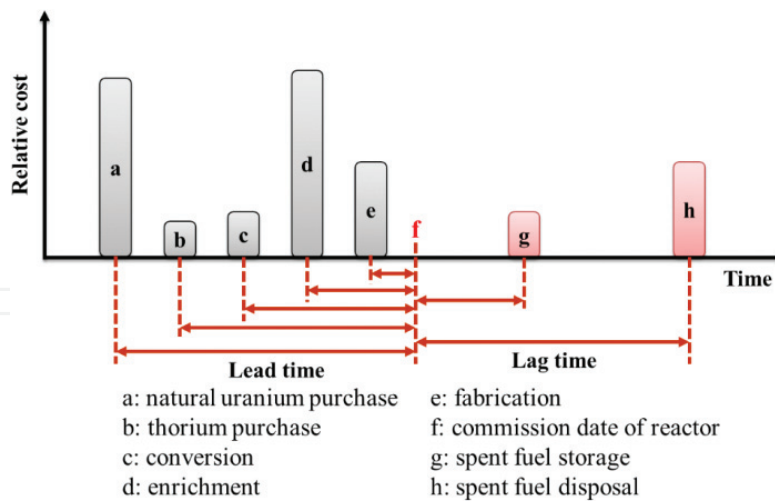 Relative cost
a
b
c
d
e
f
g
h
Time
Lead time
Lag time
a: natural uranium purchase
b: thorium purchase
c: conversion
d: enrichment
e: fabrication
f: commission date of reactor
g: spent fuel storage
h: spent fuel disposal